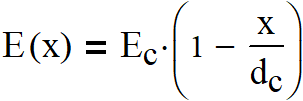 E(x) = E_c·(1 − x/d_c)